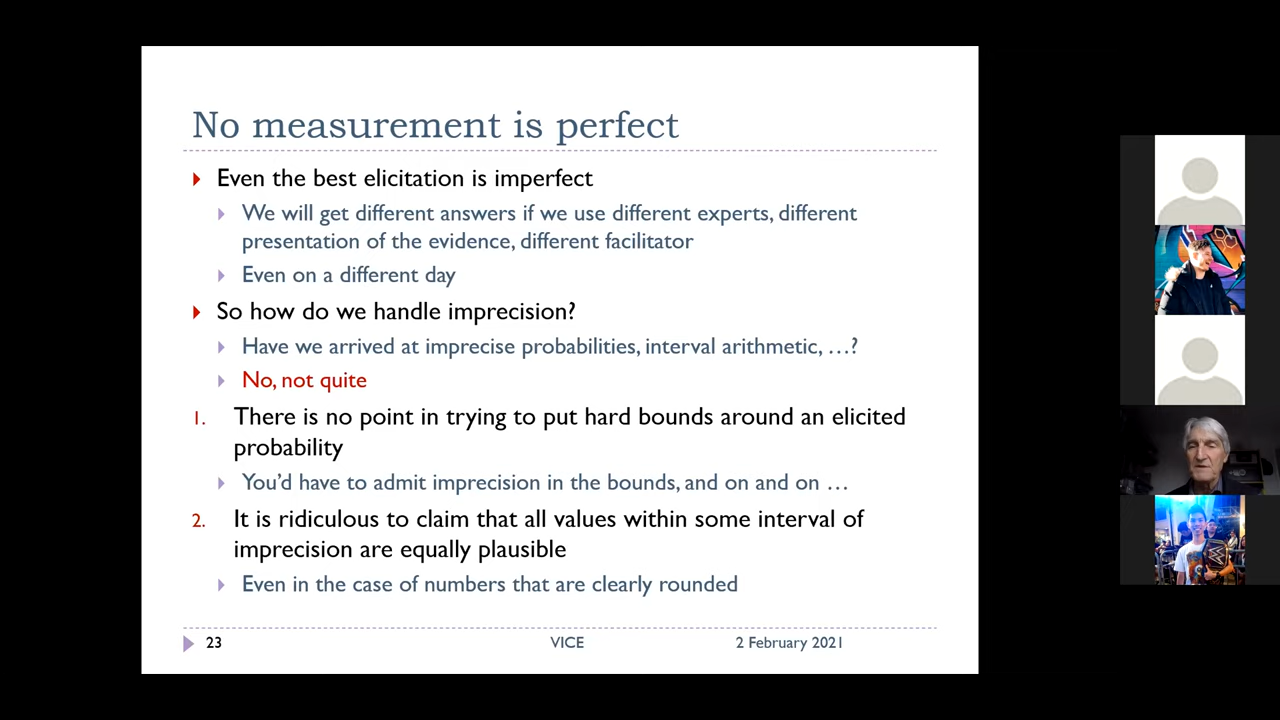 No measurement is perfect
Even the best elicitation is imperfect
We will get different answers if we use different experts, different
presentation of the evidence, different facilitator
Even on a different day
So how do we handle imprecision?
Have we arrived at imprecise probabilities, interval arithmetic, …?
No, not quite
1. There is no point in trying to put hard bounds around an elicited
probability
You'd have to admit imprecision in the bounds, and on and on …
2. It is ridiculous to claim that all values within some interval of
imprecision are equally plausible
Even in the case of numbers that are clearly rounded
23 VICE 2 February 2021